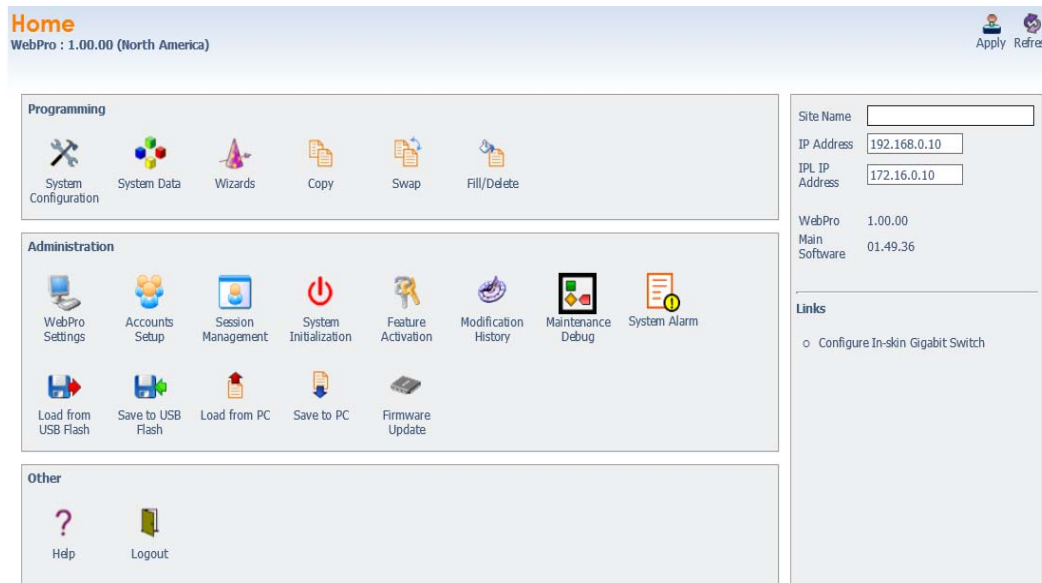 Home
WebPro : 1.00.00 (North America)
Apply
Programming
System
Configuration
System Data
Wizards
Copy
Swap
Fill/Delete
Administration
WebPro
Settings
Accounts
Setup
Session
Management
System
Initialization
Feature
Activation
Modification
History
Maintenance
Debug
System Alarm
Load from
USB Flash
Save to USB
Flash
Load from PC
Save to PC
Firmware
Update
Other
Help
Logout
Site Name
IP Address 192.168.0.10
IPL IP
Address 172.16.0.10
WebPro 1.00.00
Main
Software 01.49.36
Links
Configure In-skin Gigabit Switch